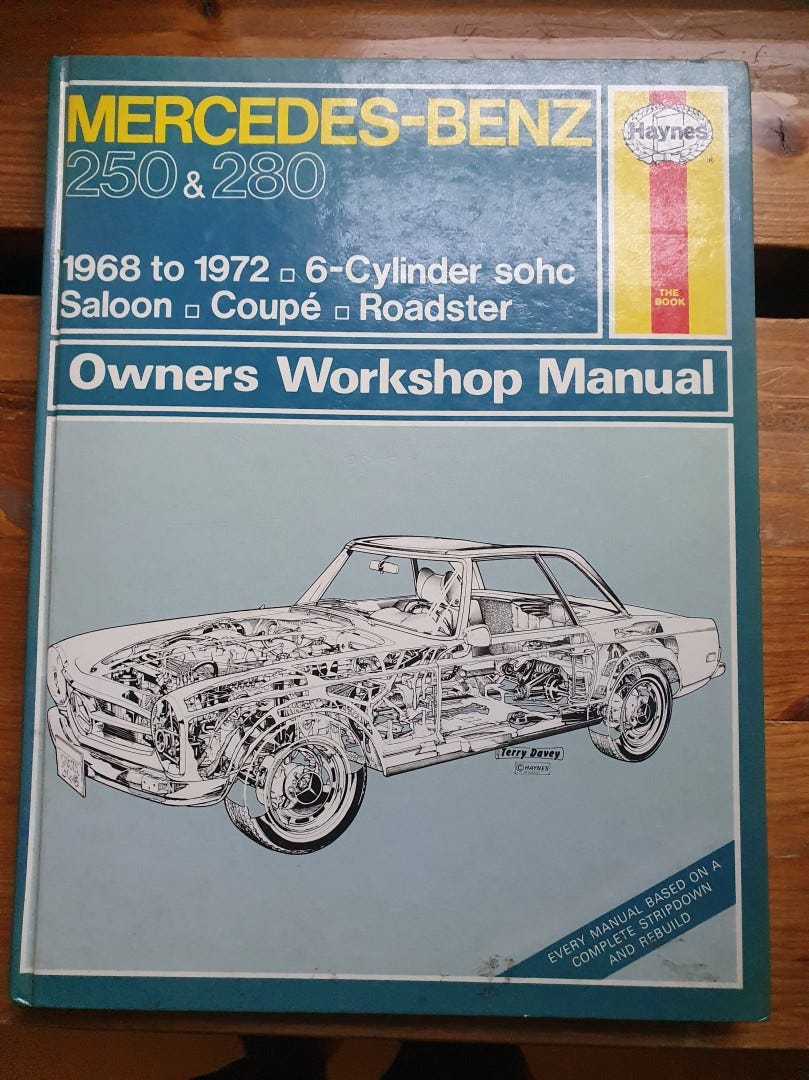 MERCEDES-BENZ
250 & 280
1968 to 1972 □ 6-Cylinder sohc
Saloon □ Coupé □ Roadster
Haynes
®
THE
BOOK
Owners Workshop Manual
Terry Davey
© HAYNES
EVERY MANUAL BASED ON A
COMPLETE STRIPDOWN
AND REBUILD